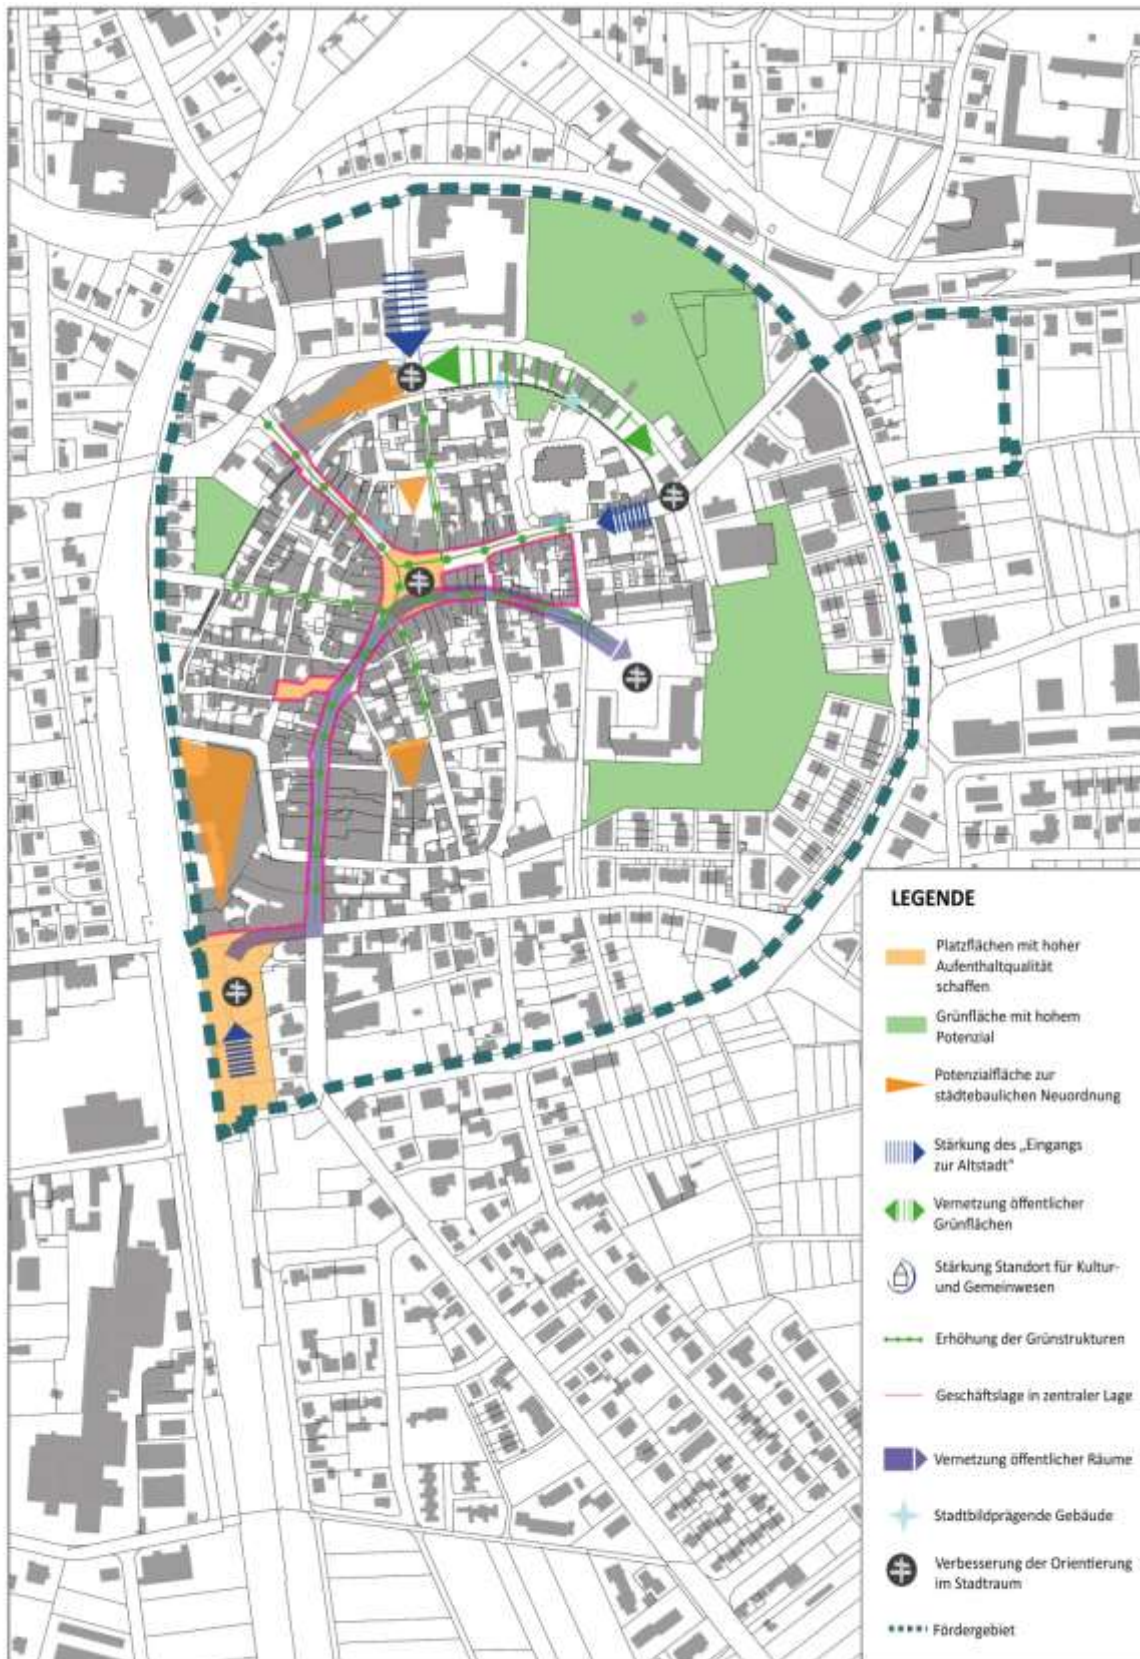 LEGENDE
Platzflächen mit hoher
Aufenthaltqualität
schaffen
Grünfläche mit hohem
Potenzial
Potenzialfläche zur
städtebaulichen Neuordnung
Stärkung des „Eingangs
zur Altstadt“
Vernetzung öffentlicher
Grünflächen
Stärkung Standort für Kultur-
und Gemeinwesen
Erhöhung der Grünstrukturen
Geschäftslage in zentraler Lage
Vernetzung öffentlicher Räume
Stadtbildprägende Gebäude
Verbesserung der Orientierung
im Stadtraum
Fördergebiet